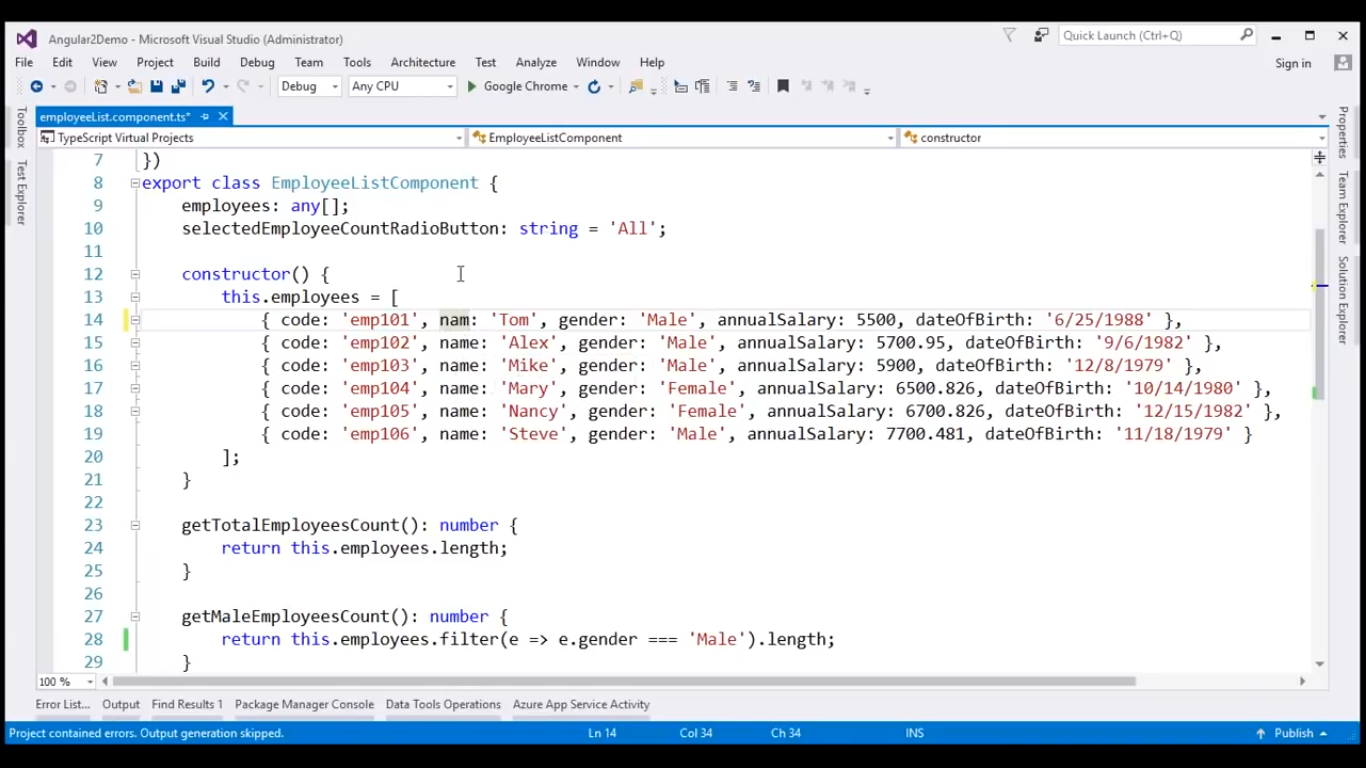 Angular2Demo - Microsoft Visual Studio (Administrator)
Quick Launch (Ctrl+Q)
File Edit View Project Build Debug Team Tools Architecture Test Analyze Window Help
Sign in
Debug Any CPU Google Chrome
Toolbox
Test Explorer
employeeList.component.ts*
TypeScript Virtual Projects EmployeeListComponent constructor
7 })
8 export class EmployeeListComponent {
9 employees: any[];
10 selectedEmployeeCountRadioButton: string = 'All';
11
12 constructor() {
13 this.employees = [
14 { code: 'emp101', nam: 'Tom', gender: 'Male', annualSalary: 5500, dateOfBirth: '6/25/1988' },
15 { code: 'emp102', name: 'Alex', gender: 'Male', annualSalary: 5700.95, dateOfBirth: '9/6/1982' },
16 { code: 'emp103', name: 'Mike', gender: 'Male', annualSalary: 5900, dateOfBirth: '12/8/1979' },
17 { code: 'emp104', name: 'Mary', gender: 'Female', annualSalary: 6500.826, dateOfBirth: '10/14/1980' },
18 { code: 'emp105', name: 'Nancy', gender: 'Female', annualSalary: 6700.826, dateOfBirth: '12/15/1982' },
19 { code: 'emp106', name: 'Steve', gender: 'Male', annualSalary: 7700.481, dateOfBirth: '11/18/1979' }
20 ];
21 }
22
23 getTotalEmployeesCount(): number {
24 return this.employees.length;
25 }
26
27 getMaleEmployeesCount(): number {
28 return this.employees.filter(e => e.gender === 'Male').length;
29 }
Properties
Team Explorer
Solution Explorer
100 %
Error List... Output Find Results 1 Package Manager Console Data Tools Operations Azure App Service Activity
Project contained errors. Output generation skipped. Ln 14 Col 34 Ch 34 INS Publish